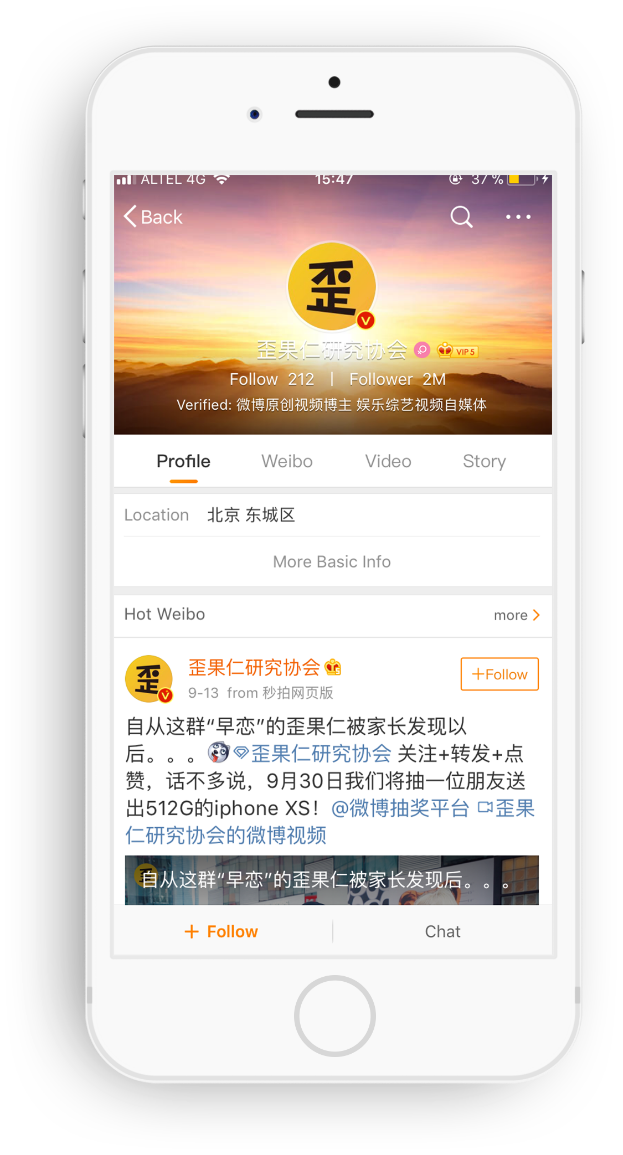 ALTEL 4G 15:47 37%
Back
歪
V
歪果仁研究协会 VIP 5
Follow 212 | Follower 2M
Verified: 微博原创视频博主 娱乐综艺视频自媒体
Profile Weibo Video Story
Location 北京 东城区
More Basic Info
Hot Weibo more
歪
V
歪果仁研究协会
+Follow
9-13 from 秒拍网页版
自从这群“早恋”的歪果仁被家长发现以
后。。。歪果仁研究协会 关注+转发+点
赞，话不多说，9月30日我们将抽一位朋友送
出512G的iphone XS！@微博抽奖平台 歪果
仁研究协会的微博视频
自从这群“早恋”的歪果仁被家长发现后。。。
+ Follow Chat